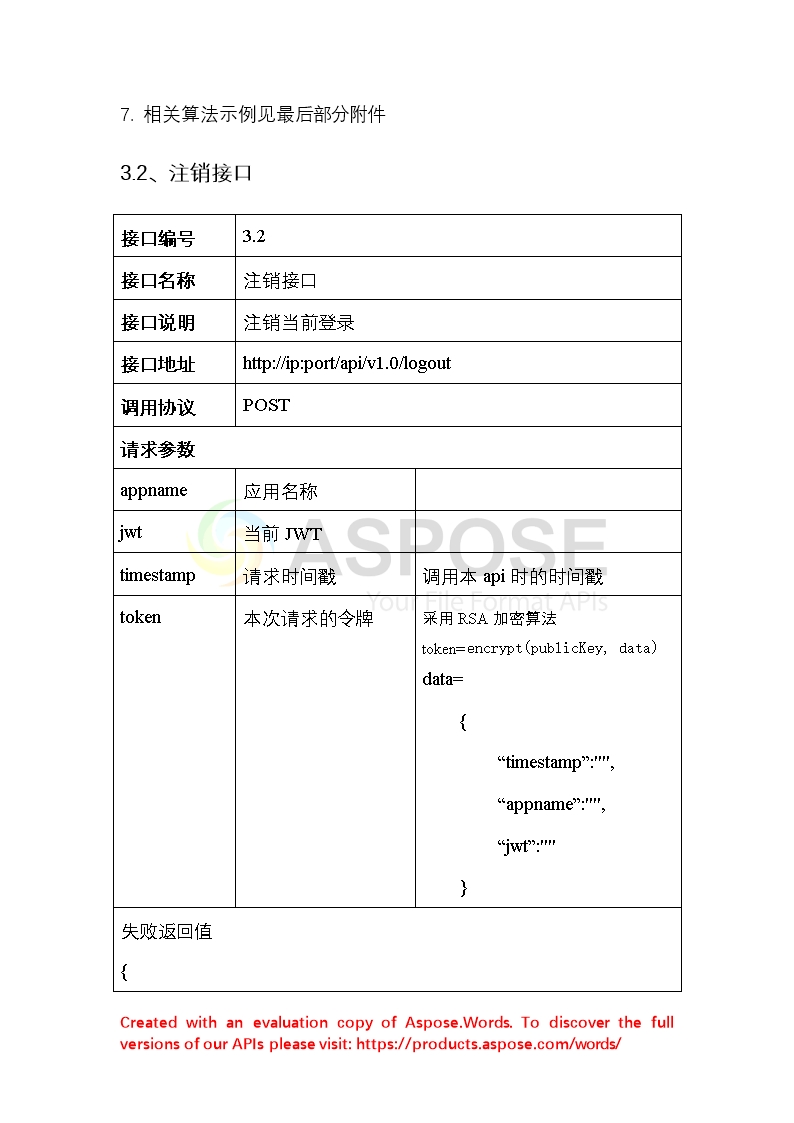 7. 相关算法示例见最后部分附件
3.2、注销接口
接口编号 3.2
接口名称 注销接口
接口说明 注销当前登录
接口地址 http://ip:port/api/v1.0/logout
调用协议 POST
请求参数
appname 应用名称
jwt 当前 JWT
ASPOSE
timestamp 请求时间戳 调用本 api 时的时间戳
Your File Format APIs
token 本次请求的令牌 采用 RSA 加密算法
token=encrypt(publicKey, data)
data=
{
“timestamp”:"",
“appname”:"",
“jwt”:""
}
失败返回值
{
Created with an evaluation copy of Aspose.Words. To discover the full
versions of our APIs please visit: https://products.aspose.com/words/